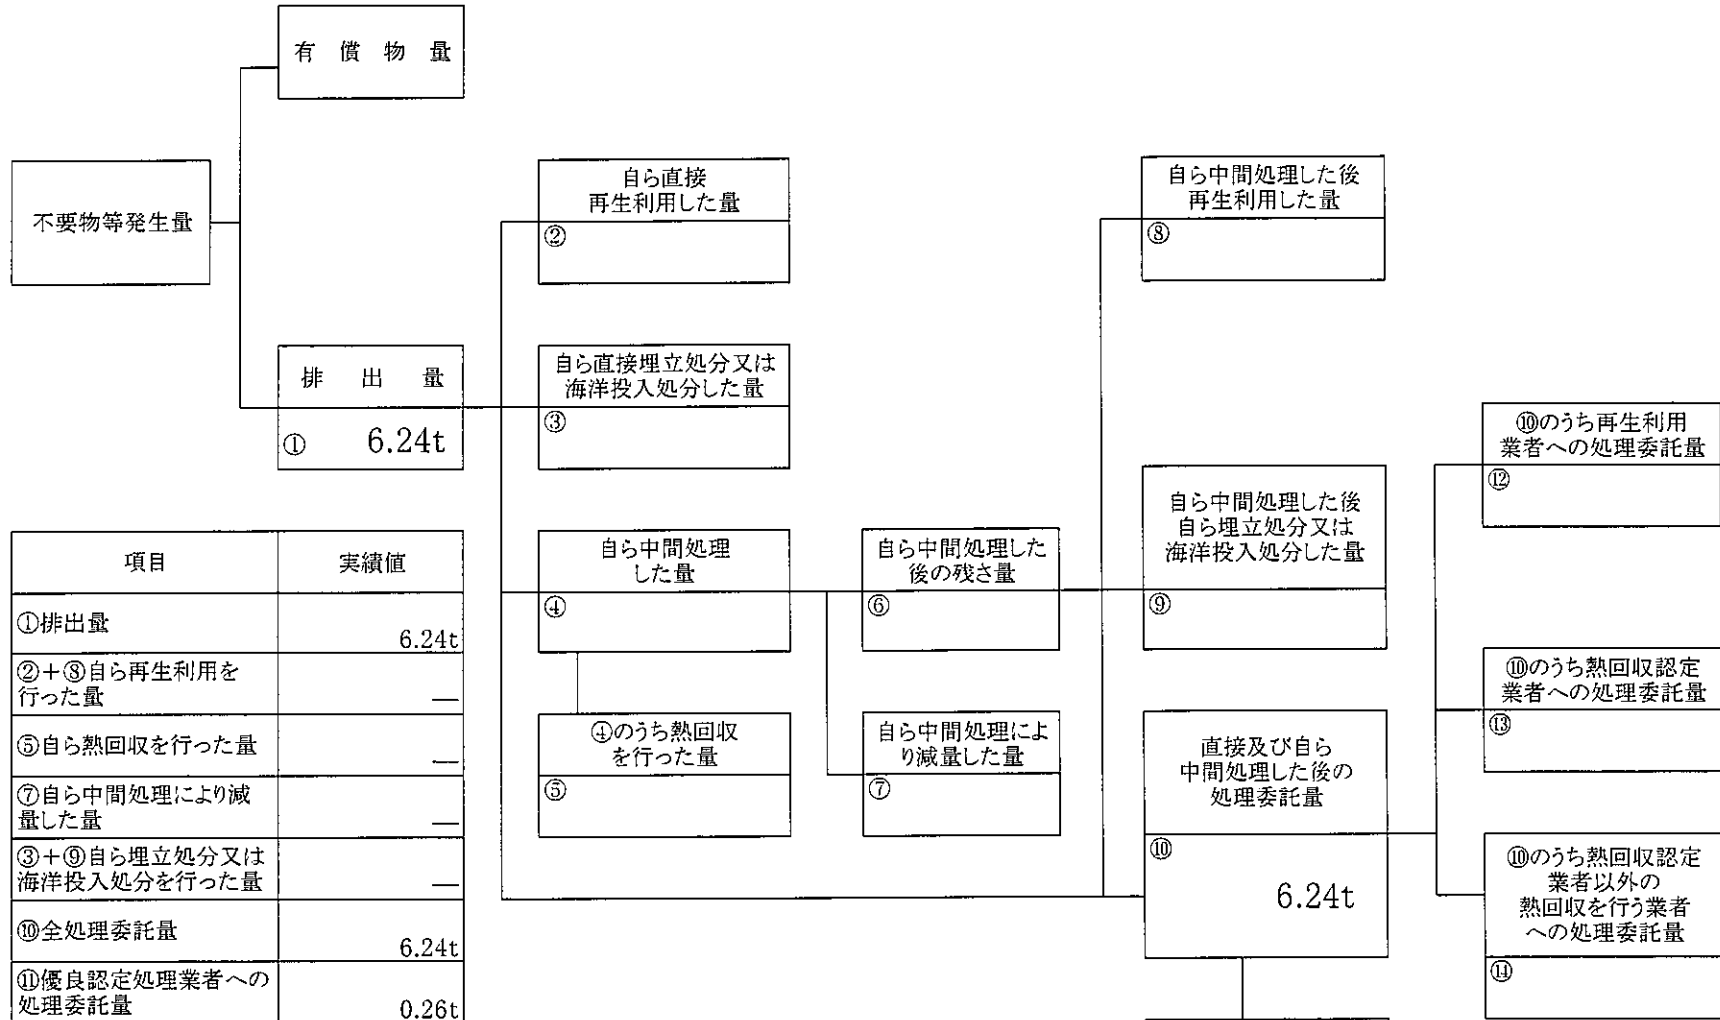 有償物量
不要物等発生量
排出量
① 6.24t
自ら直接
再生利用した量
②
自ら直接埋立処分又は
海洋投入処分した量
③
自ら中間処理
した量
④
④のうち熱回収
を行った量
⑤
自ら中間処理した
後の残さ量
⑥
自ら中間処理によ
り減量した量
⑦
自ら中間処理した後
再生利用した量
⑧
自ら中間処理した後
自ら埋立処分又は
海洋投入処分した量
⑨
直接及び自ら
中間処理した後の
処理委託量
⑩
6.24t
⑩のうち再生利用
業者への処理委託量
⑫
⑩のうち熱回収認定
業者への処理委託量
⑬
⑩のうち熱回収認定
業者以外の
熱回収を行う業者
への処理委託量
⑭
項目 実績値
①排出量 6.24t
②+⑧自ら再生利用を
行った量 —
⑤自ら熱回収を行った量 —
⑦自ら中間処理により減
量した量 —
③+⑨自ら埋立処分又は
海洋投入処分を行った量 —
⑩全処理委託量 6.24t
⑪優良認定処理業者への
処理委託量 0.26t